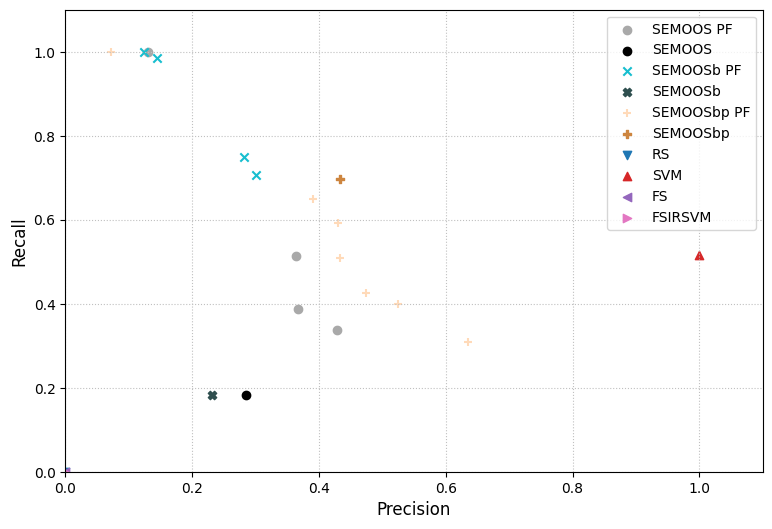 1.0
0.8
0.6
0.4
0.2
0.0
Recall
0.0 0.2 0.4 0.6 0.8 1.0
Precision
SEMOOS PF
SEMOOS
SEMOOSb PF
SEMOOSb
SEMOOSbp PF
SEMOOSbp
RS
SVM
FS
FSIRSVM